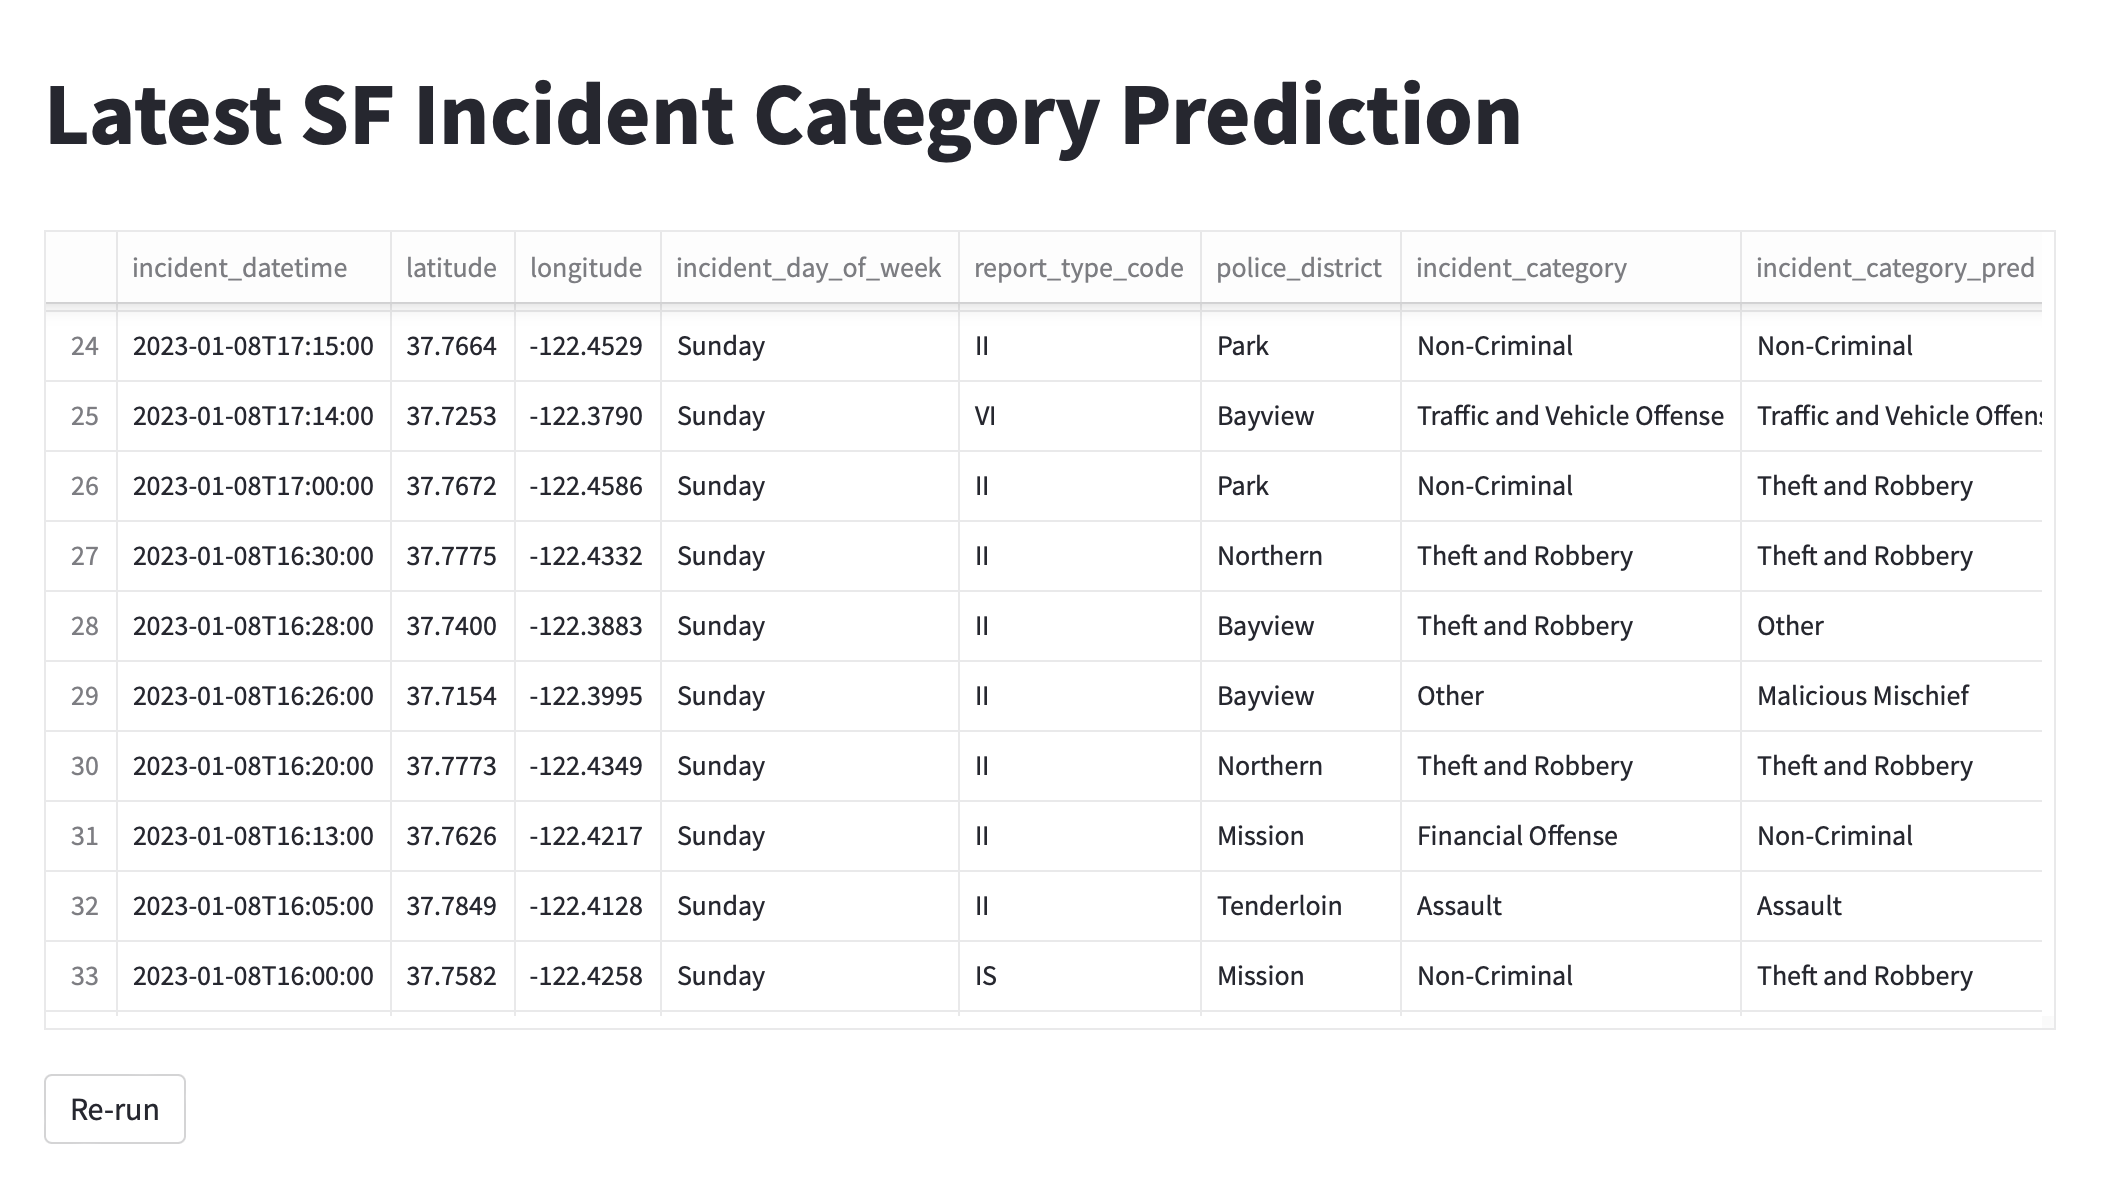 Latest SF Incident Category Prediction
incident_datetime latitude longitude incident_day_of_week report_type_code police_district incident_category incident_category_pred
24 2023-01-08T17:15:00 37.7664 -122.4529 Sunday II Park Non-Criminal Non-Criminal
25 2023-01-08T17:14:00 37.7253 -122.3790 Sunday VI Bayview Traffic and Vehicle Offense Traffic and Vehicle Offens
26 2023-01-08T17:00:00 37.7672 -122.4586 Sunday II Park Non-Criminal Theft and Robbery
27 2023-01-08T16:30:00 37.7775 -122.4332 Sunday II Northern Theft and Robbery Theft and Robbery
28 2023-01-08T16:28:00 37.7400 -122.3883 Sunday II Bayview Theft and Robbery Other
29 2023-01-08T16:26:00 37.7154 -122.3995 Sunday II Bayview Other Malicious Mischief
30 2023-01-08T16:20:00 37.7773 -122.4349 Sunday II Northern Theft and Robbery Theft and Robbery
31 2023-01-08T16:13:00 37.7626 -122.4217 Sunday II Mission Financial Offense Non-Criminal
32 2023-01-08T16:05:00 37.7849 -122.4128 Sunday II Tenderloin Assault Assault
33 2023-01-08T16:00:00 37.7582 -122.4258 Sunday IS Mission Non-Criminal Theft and Robbery
Re-run